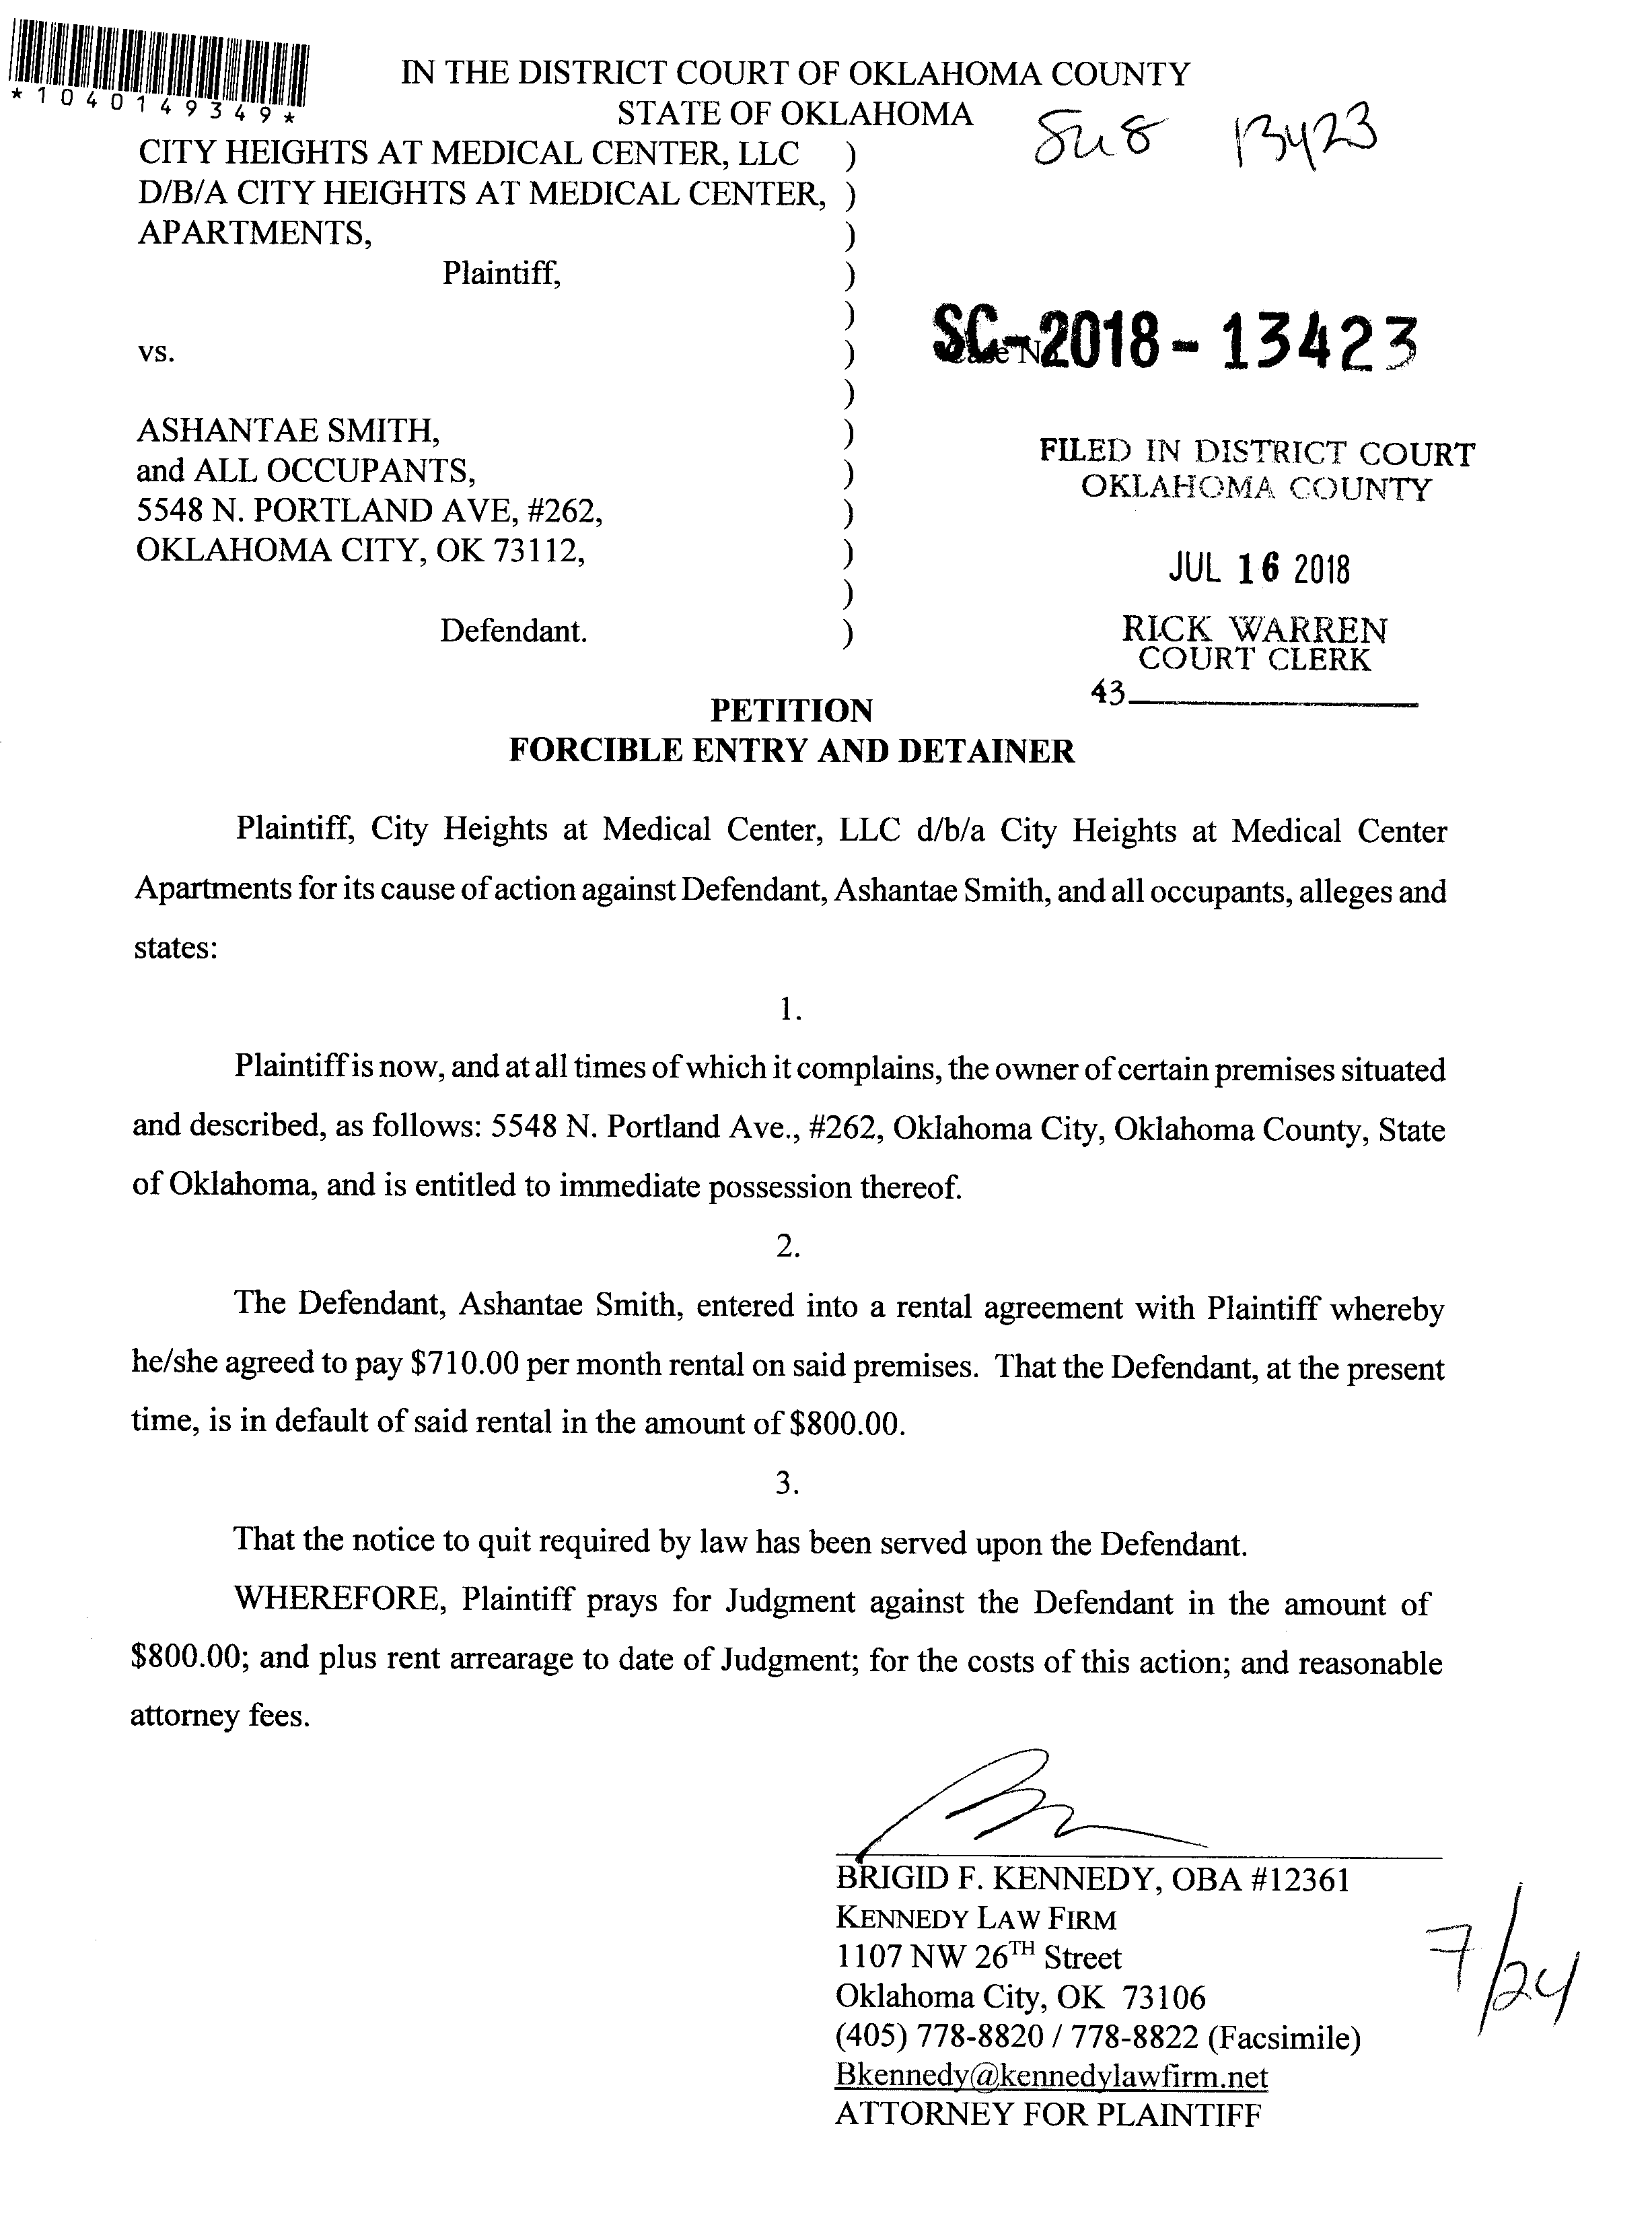 *1040149349*
IN THE DISTRICT COURT OF OKLAHOMA COUNTY
STATE OF OKLAHOMA
13423
CITY HEIGHTS AT MEDICAL CENTER, LLC )
D/B/A CITY HEIGHTS AT MEDICAL CENTER, )
APARTMENTS, )
Plaintiff, )
)
vs. )
SC-2018-13423
)
ASHANTAE SMITH, )
and ALL OCCUPANTS, )
5548 N. PORTLAND AVE, #262, )
OKLAHOMA CITY, OK 73112, )
)
Defendant. )
FILED IN DISTRICT COURT
OKLAHOMA COUNTY
JUL 16 2018
RICK WARREN
COURT CLERK
43
PETITION
FORCIBLE ENTRY AND DETAINER
Plaintiff, City Heights at Medical Center, LLC d/b/a City Heights at Medical Center
Apartments for its cause of action against Defendant, Ashantae Smith, and all occupants, alleges and
states:
1.
Plaintiff is now, and at all times of which it complains, the owner of certain premises situated
and described, as follows: 5548 N. Portland Ave., #262, Oklahoma City, Oklahoma County, State
of Oklahoma, and is entitled to immediate possession thereof.
2.
The Defendant, Ashantae Smith, entered into a rental agreement with Plaintiff whereby
he/she agreed to pay $710.00 per month rental on said premises. That the Defendant, at the present
time, is in default of said rental in the amount of $800.00.
3.
That the notice to quit required by law has been served upon the Defendant.
WHEREFORE, Plaintiff prays for Judgment against the Defendant in the amount of
$800.00; and plus rent arrearage to date of Judgment; for the costs of this action; and reasonable
attorney fees.
BRIGID F. KENNEDY, OBA #12361
KENNEDY LAW FIRM
1107 NW 26TH Street
Oklahoma City, OK 73106
(405) 778-8820 / 778-8822 (Facsimile)
Bkennedy@kennedylawfirm.net
ATTORNEY FOR PLAINTIFF
7/24